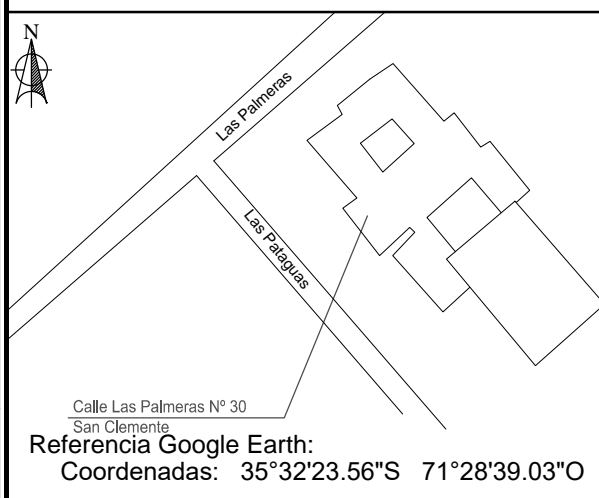 N
Las Palmeras
Las Pataguas
Calle Las Palmeras Nº 30
San Clemente
Referencia Google Earth:
Coordenadas: 35°32'23.56"S 71°28'39.03"O